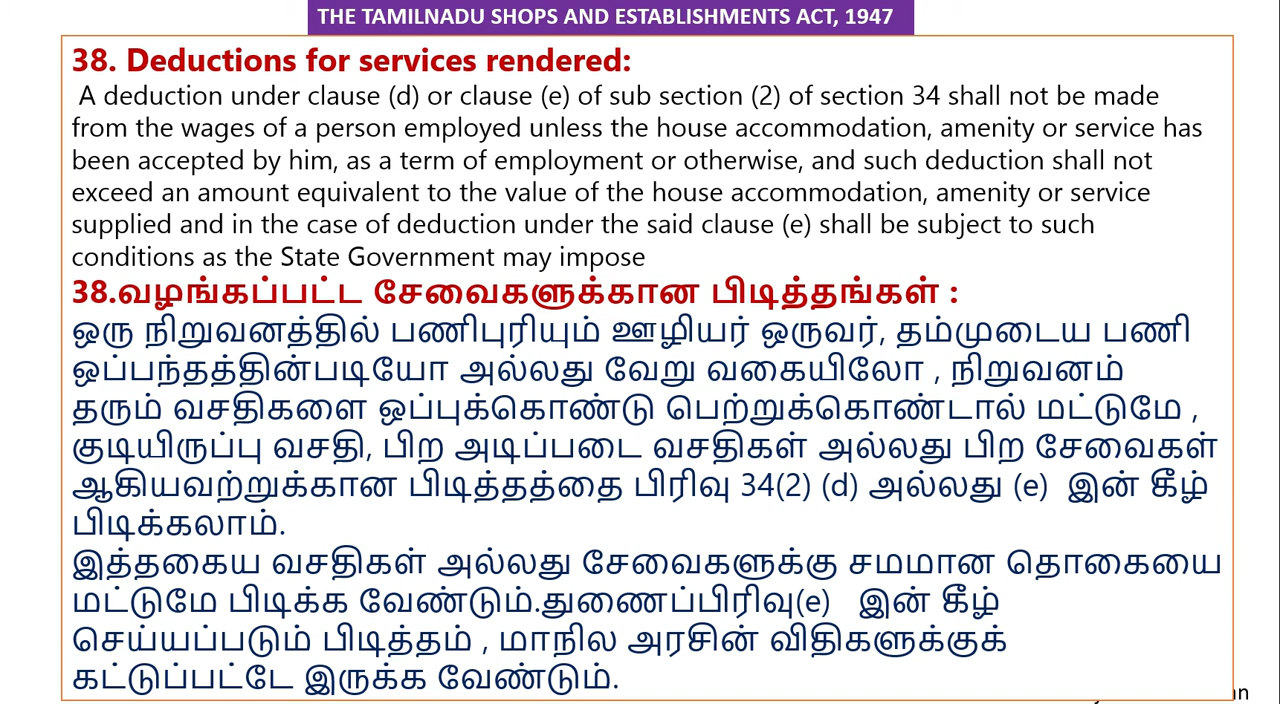 THE TAMILNADU SHOPS AND ESTABLISHMENTS ACT, 1947
38. Deductions for services rendered:
A deduction under clause (d) or clause (e) of sub section (2) of section 34 shall not be made
from the wages of a person employed unless the house accommodation, amenity or service has
been accepted by him, as a term of employment or otherwise, and such deduction shall not
exceed an amount equivalent to the value of the house accommodation, amenity or service
supplied and in the case of deduction under the said clause (e) shall be subject to such
conditions as the State Government may impose
38.வழங்கப்பட்ட சேவைகளுக்கான பிடித்தங்கள் :
ஒரு நிறுவனத்தில் பணிபுரியும் ஊழியர் ஒருவர், தம்முடைய பணி
ஒப்பந்தத்தின்படியோ அல்லது வேறு வகையிலோ , நிறுவனம்
தரும் வசதிகளை ஒப்புக்கொண்டு பெற்றுக்கொண்டால் மட்டுமே ,
குடியிருப்பு வசதி, பிற அடிப்படை வசதிகள் அல்லது பிற சேவைகள்
ஆகியவற்றுக்கான பிடித்தத்தை பிரிவு 34(2) (d) அல்லது (e) இன் கீழ்
பிடிக்கலாம்.
இத்தகைய வசதிகள் அல்லது சேவைகளுக்கு சமமான தொகையை
மட்டுமே பிடிக்க வேண்டும்.துணைப்பிரிவு(e) இன் கீழ்
செய்யப்படும் பிடித்தம் , மாநில அரசின் விதிகளுக்குக்
கட்டுப்பட்டே இருக்க வேண்டும்.